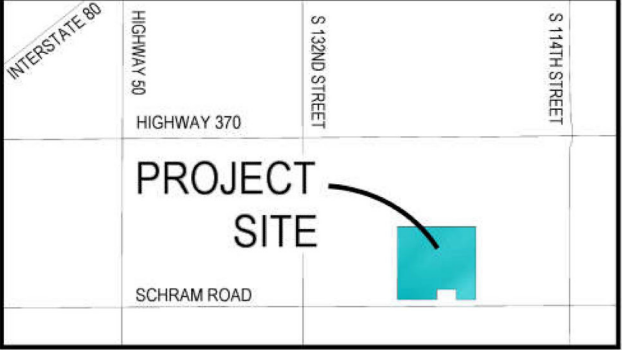 INTERSTATE 80
HIGHWAY 50
S 132ND STREET
S 114TH STREET
HIGHWAY 370
PROJECT
SITE
SCHRAM ROAD